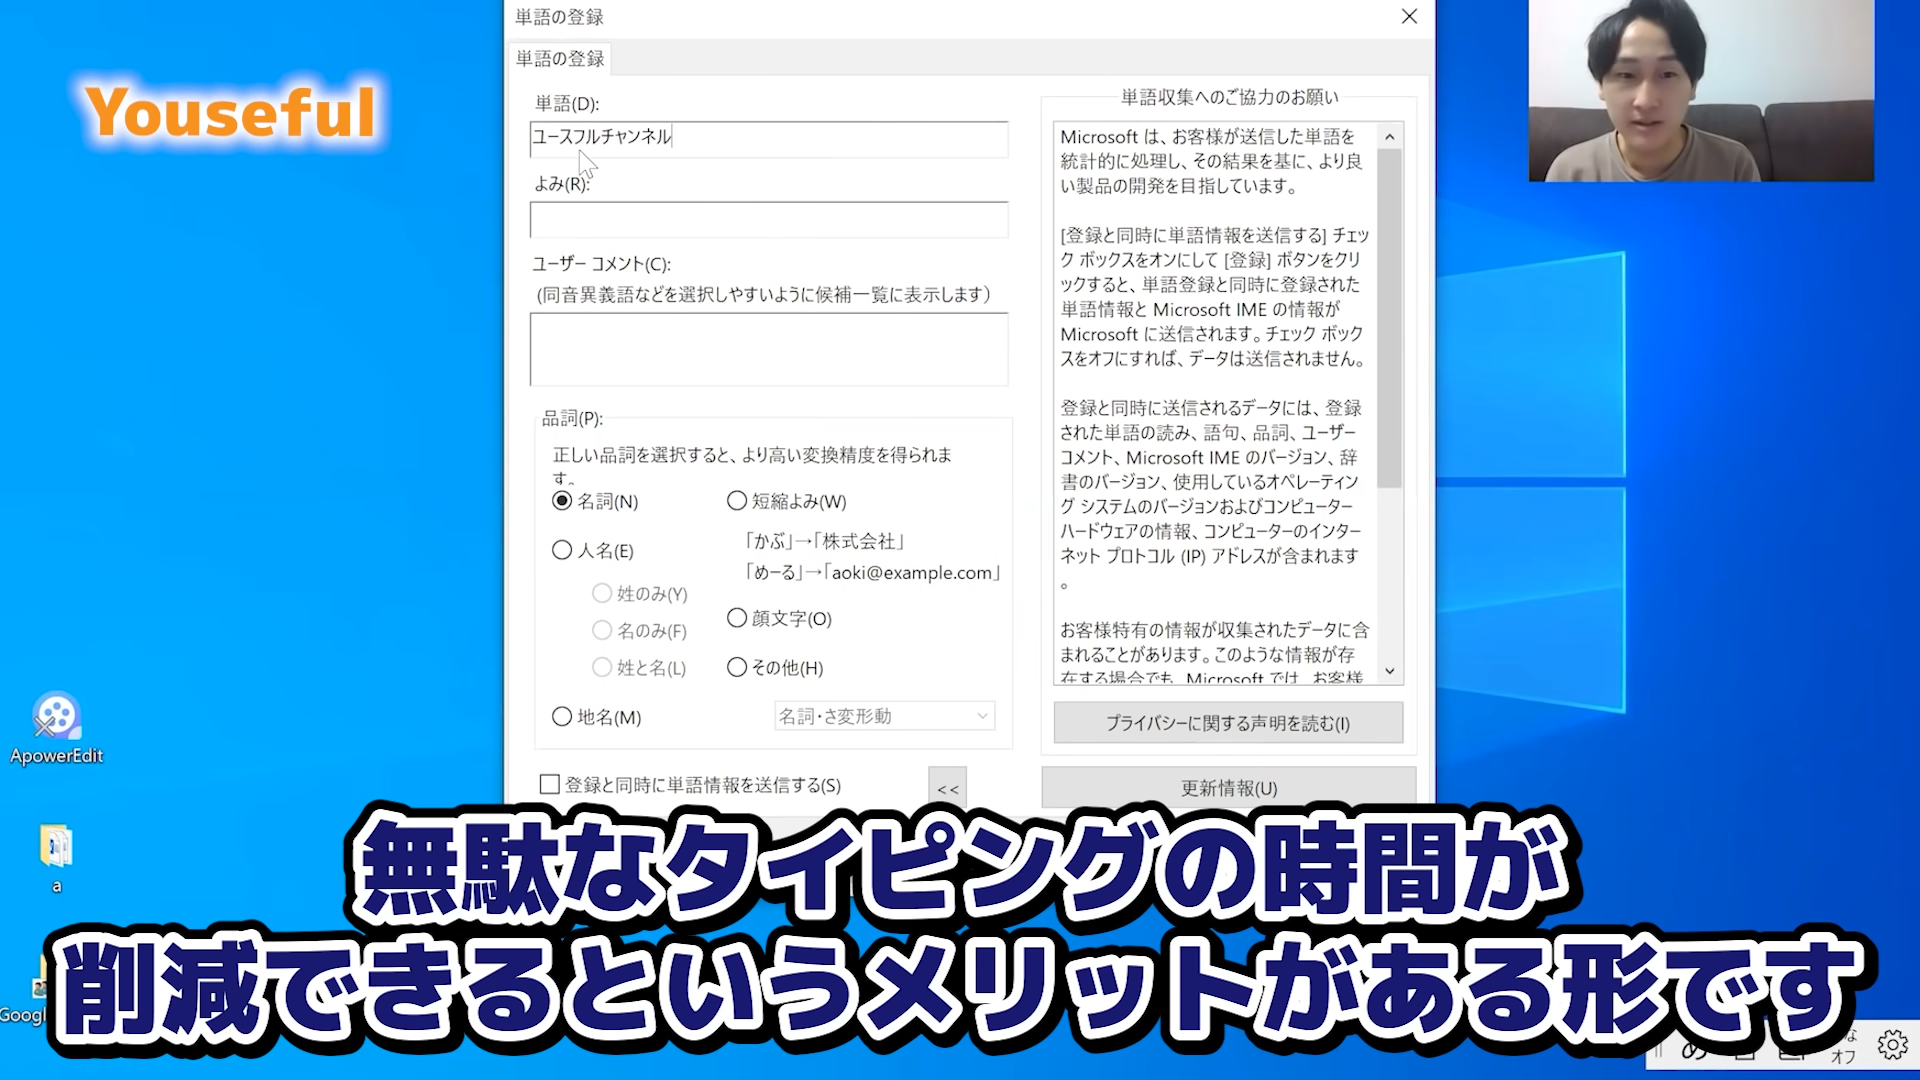 Youseful
単語の登録
単語の登録
単語(D):
ユースフルチャンネル
よみ(R):
ユーザー コメント(C):
(同音異義語などを選択しやすいように候補一覧に表示します)
品詞(P):
正しい品詞を選択すると、より高い変換精度を得られま
す。
名詞(N)
短縮よみ(W)
「かぶ」→「株式会社」
人名(E)
「めーる」→「aoki@example.com」
姓のみ(Y)
顔文字(O)
名のみ(F)
姓と名(L)
その他(H)
地名(M)
名詞・さ変形動
登録と同時に単語情報を送信する(S)
<<
単語収集へのご協力のお願い
Microsoft は、お客様が送信した単語を
統計的に処理し、その結果を基に、より良
い製品の開発を目指しています。
[登録と同時に単語情報を送信する] チェッ
ク ボックスをオンにして [登録] ボタンをクリ
ックすると、単語登録と同時に登録された
単語情報と Microsoft IME の情報が
Microsoft に送信されます。チェック ボック
スをオフにすれば、データは送信されません。
登録と同時に送信されるデータには、登録
された単語の読み、語句、品詞、ユーザー
コメント、Microsoft IME のバージョン、辞
書のバージョン、使用しているオペレーティン
グ システムのバージョンおよびコンピューター
ハードウェアの情報、コンピューターのインター
ネット プロトコル (IP) アドレスが含まれます
。
お客様特有の情報が収集されたデータに含
まれることがあります。このような情報が存
在する場合でも、Microsoft では、お客様
プライバシーに関する声明を読む(I)
更新情報(U)
ApowerEdit
a
Googl
無駄なタイピングの時間が
削減できるというメリットがある形です
あ
な
オフ